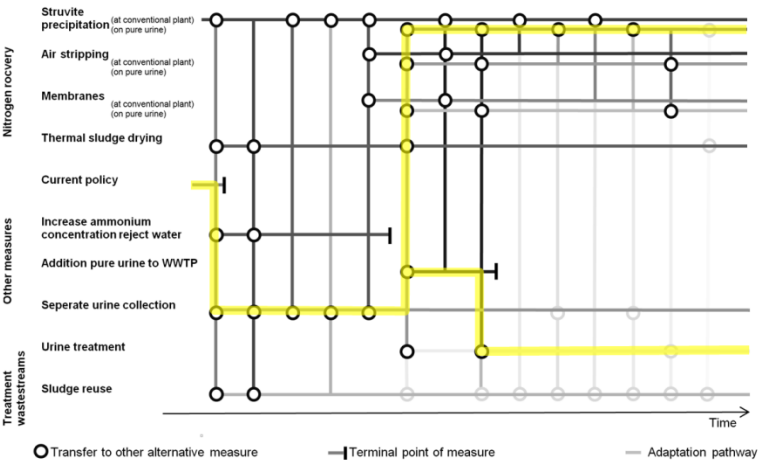 Nitrogen rocvery
Other measures
Treatment
wastestreams
Struvite
precipitation (at conventional plant)
(on pure urine)
Air stripping
(at conventional plant)
(on pure urine)
Membranes
(at conventional plant)
(on pure urine)
Thermal sludge drying
Current policy
Increase ammonium
concentration reject water
Addition pure urine to WWTP
Seperate urine collection
Urine treatment
Sludge reuse
Time
Transfer to other alternative measure
Terminal point of measure
Adaptation pathway